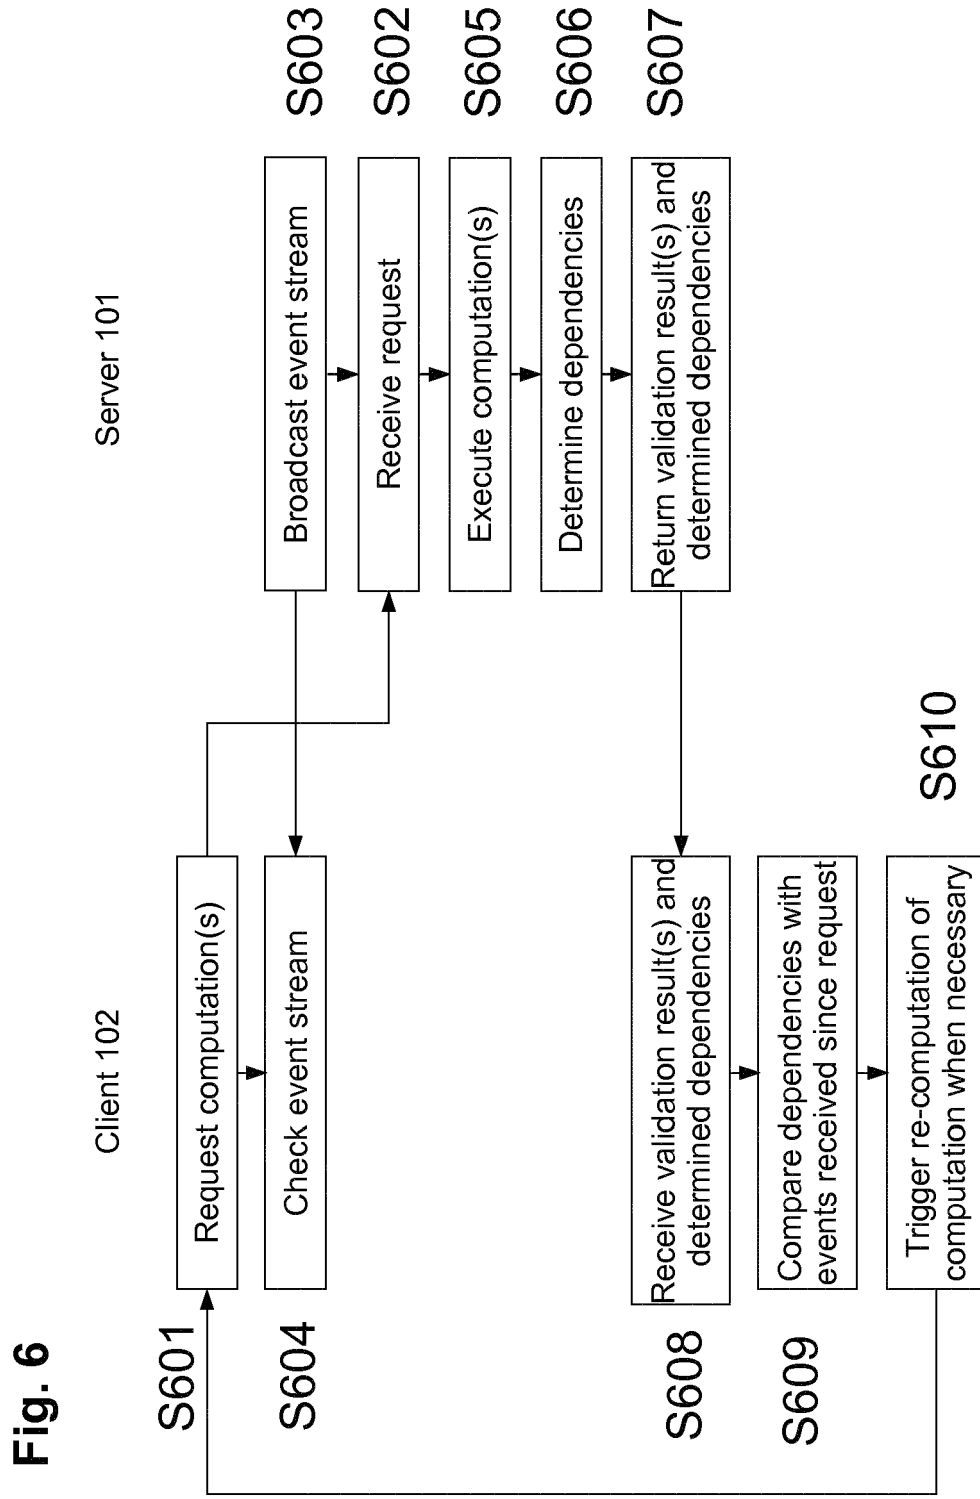 Fig. 6
Client 102
Server 101
S601
Request computation(s)
S604
Check event stream
Broadcast event stream
S603
Receive request
S602
Execute computation(s)
S605
Determine dependencies
S606
Return validation result(s) and
determined dependencies
S607
S608
Receive validation result(s) and
determined dependencies
S609
Compare dependencies with
events received since request
Trigger re-computation of
computation when necessary
S610